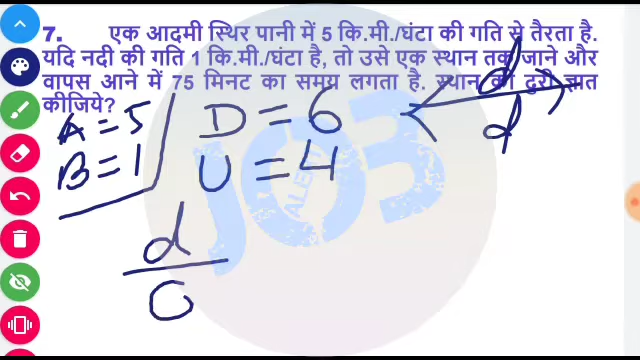 7. एक आदमी स्थिर पानी में 5 कि.मी./घंटा की गति से तैरता है.
यदि नदी की गति 1 कि.मी./घंटा है, तो उसे एक स्थान तक जाने और
वापस आने में 75 मिनट का समय लगता है. स्थान की दुरी ज्ञात
कीजिये?
d
A = 5 D = 6
d
B = 1 U = 4
d
JOB